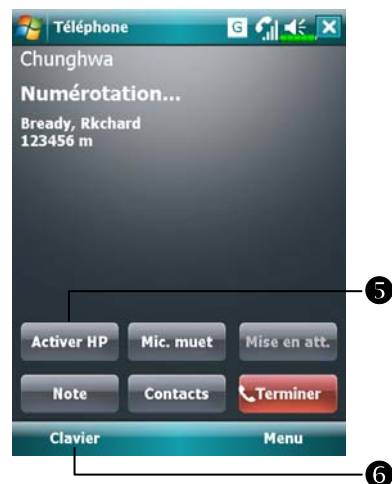 Téléphone G
Chunghwa
Numérotation...
Bready, Rkchard
123456 m
Activer HP Mic. muet Mise en att.
Note Contacts Terminer
Clavier Menu
5
6